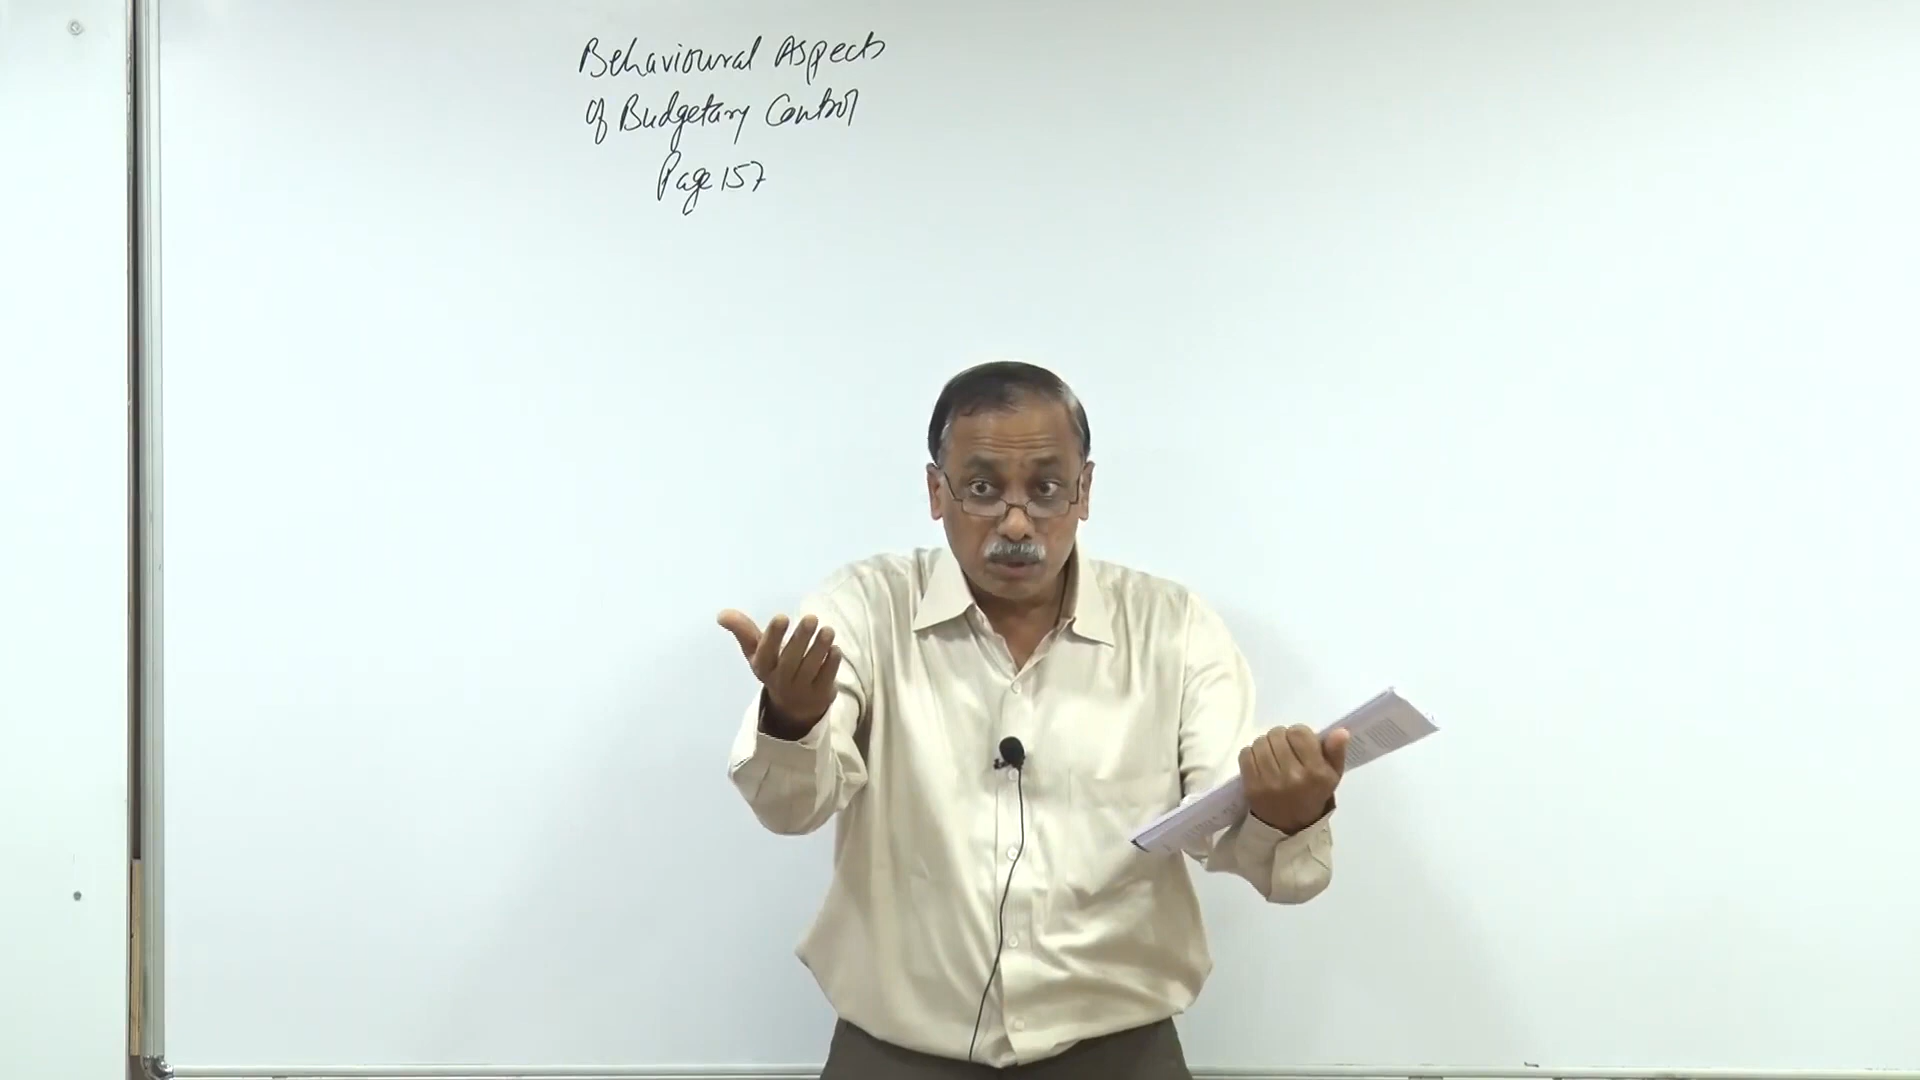 Behavioural Aspects
of Budgetary Control
Page 157